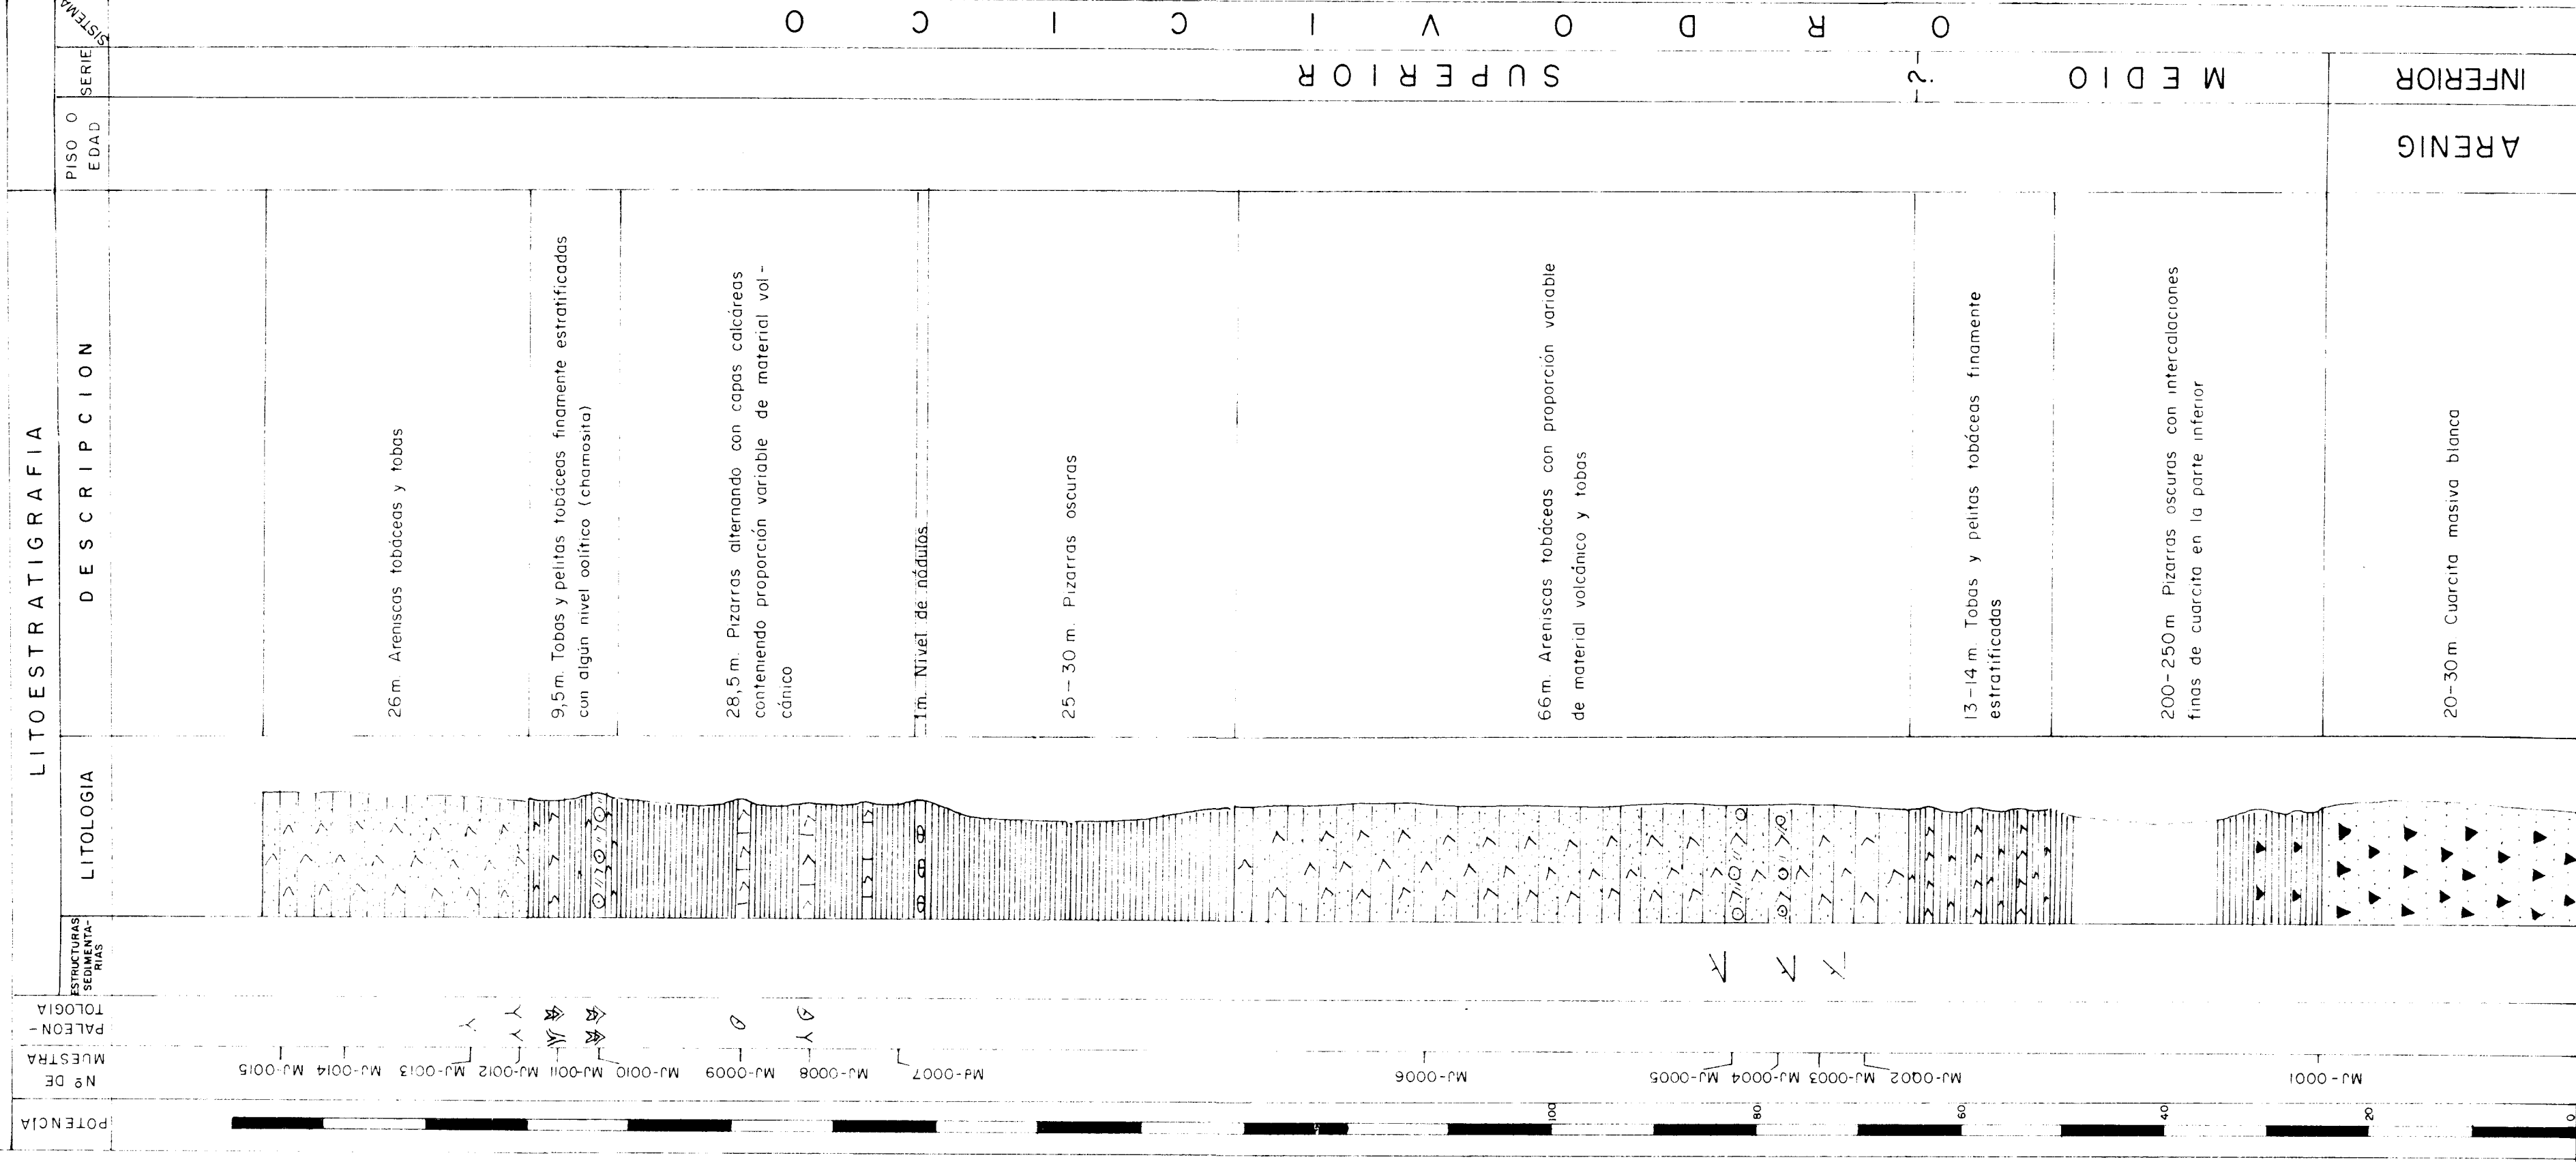 SISTEMA
ORDOVICICO
SERIE
SUPERIOR
-?-
MEDIO
INFERIOR
PISO O
EDAD
ARENIG
LITOESTRATIGRAFIA
DESCRIPCION
26m. Areniscas tobáceas y tobas
9,5m. Tobas y pelitas tobáceas finamente estratificadas
con algún nivel oolítico (chamosita)
28,5m. Pizarras alternando con capas calcáreas
conteniendo proporción variable de material vol-
cánico
1m. Nivel de nódulos
25-30 m. Pizarras oscuras
66m. Areniscas tobáceas con proporción variable
de material volcánico y tobas
13-14 m. Tobas y pelitas tobáceas finamente
estratificadas
200-250m Pizarras oscuras con intercalaciones
finas de cuarcita en la parte inferior
20-30m Cuarcita masiva blanca
LITOLOGIA
ESTRUCTURAS
SEDIMENTA-
RIAS
PALEON-
TOLOGIA
Nº DE
MUESTRA
MJ-0015
MJ-0014
MJ-0013
MJ-0012
MJ-0011
MJ-0010
MJ-0009
MJ-0008
MJ-0007
MJ-0006
MJ-0005
MJ-0004
MJ-0003
MJ-0002
MJ-0001
POTENCIA
100
80
60
40
20
0